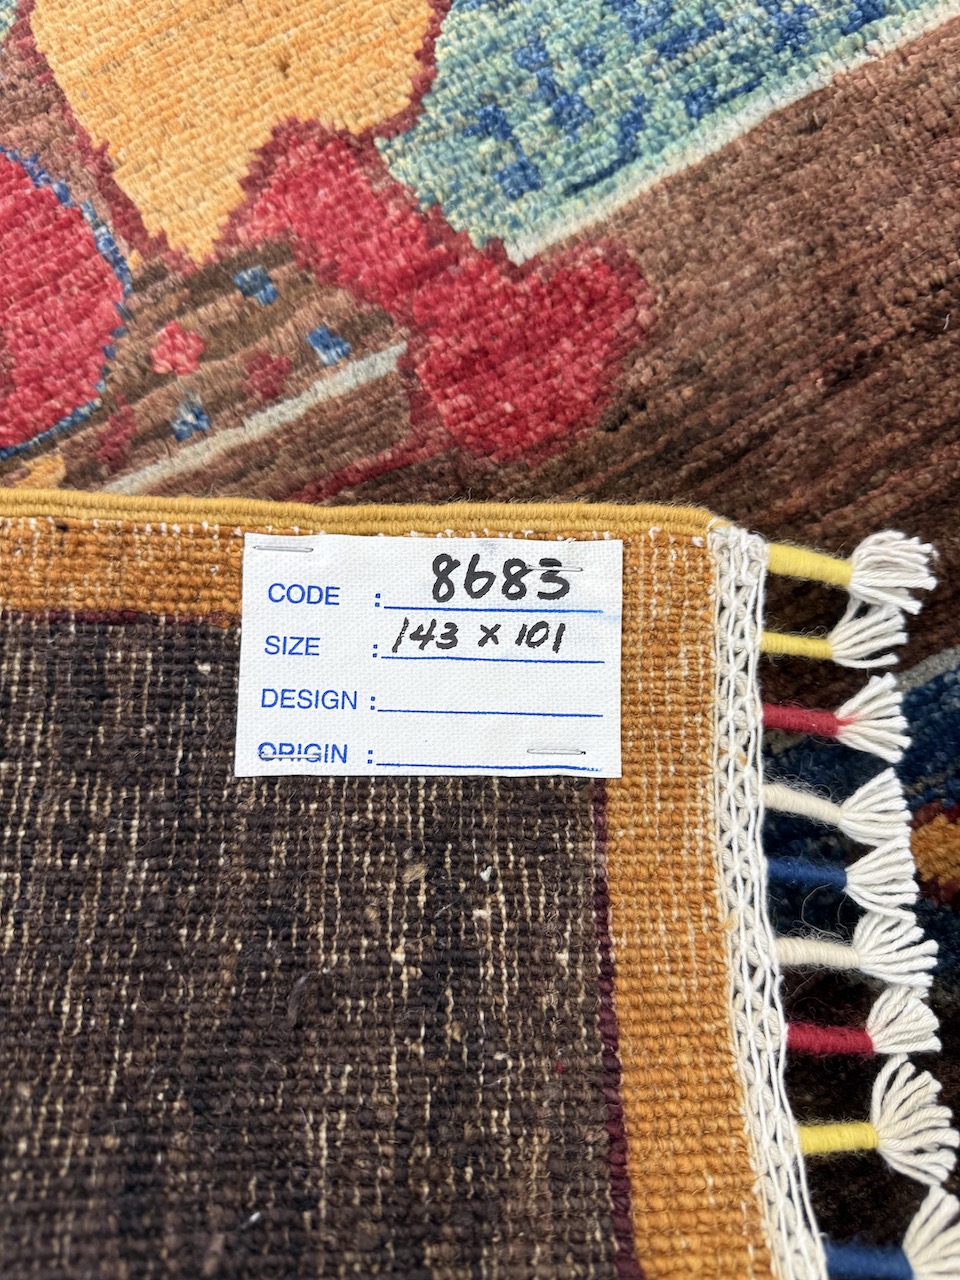 CODE : 8683
SIZE : 143 x 101
DESIGN :
ORIGIN :